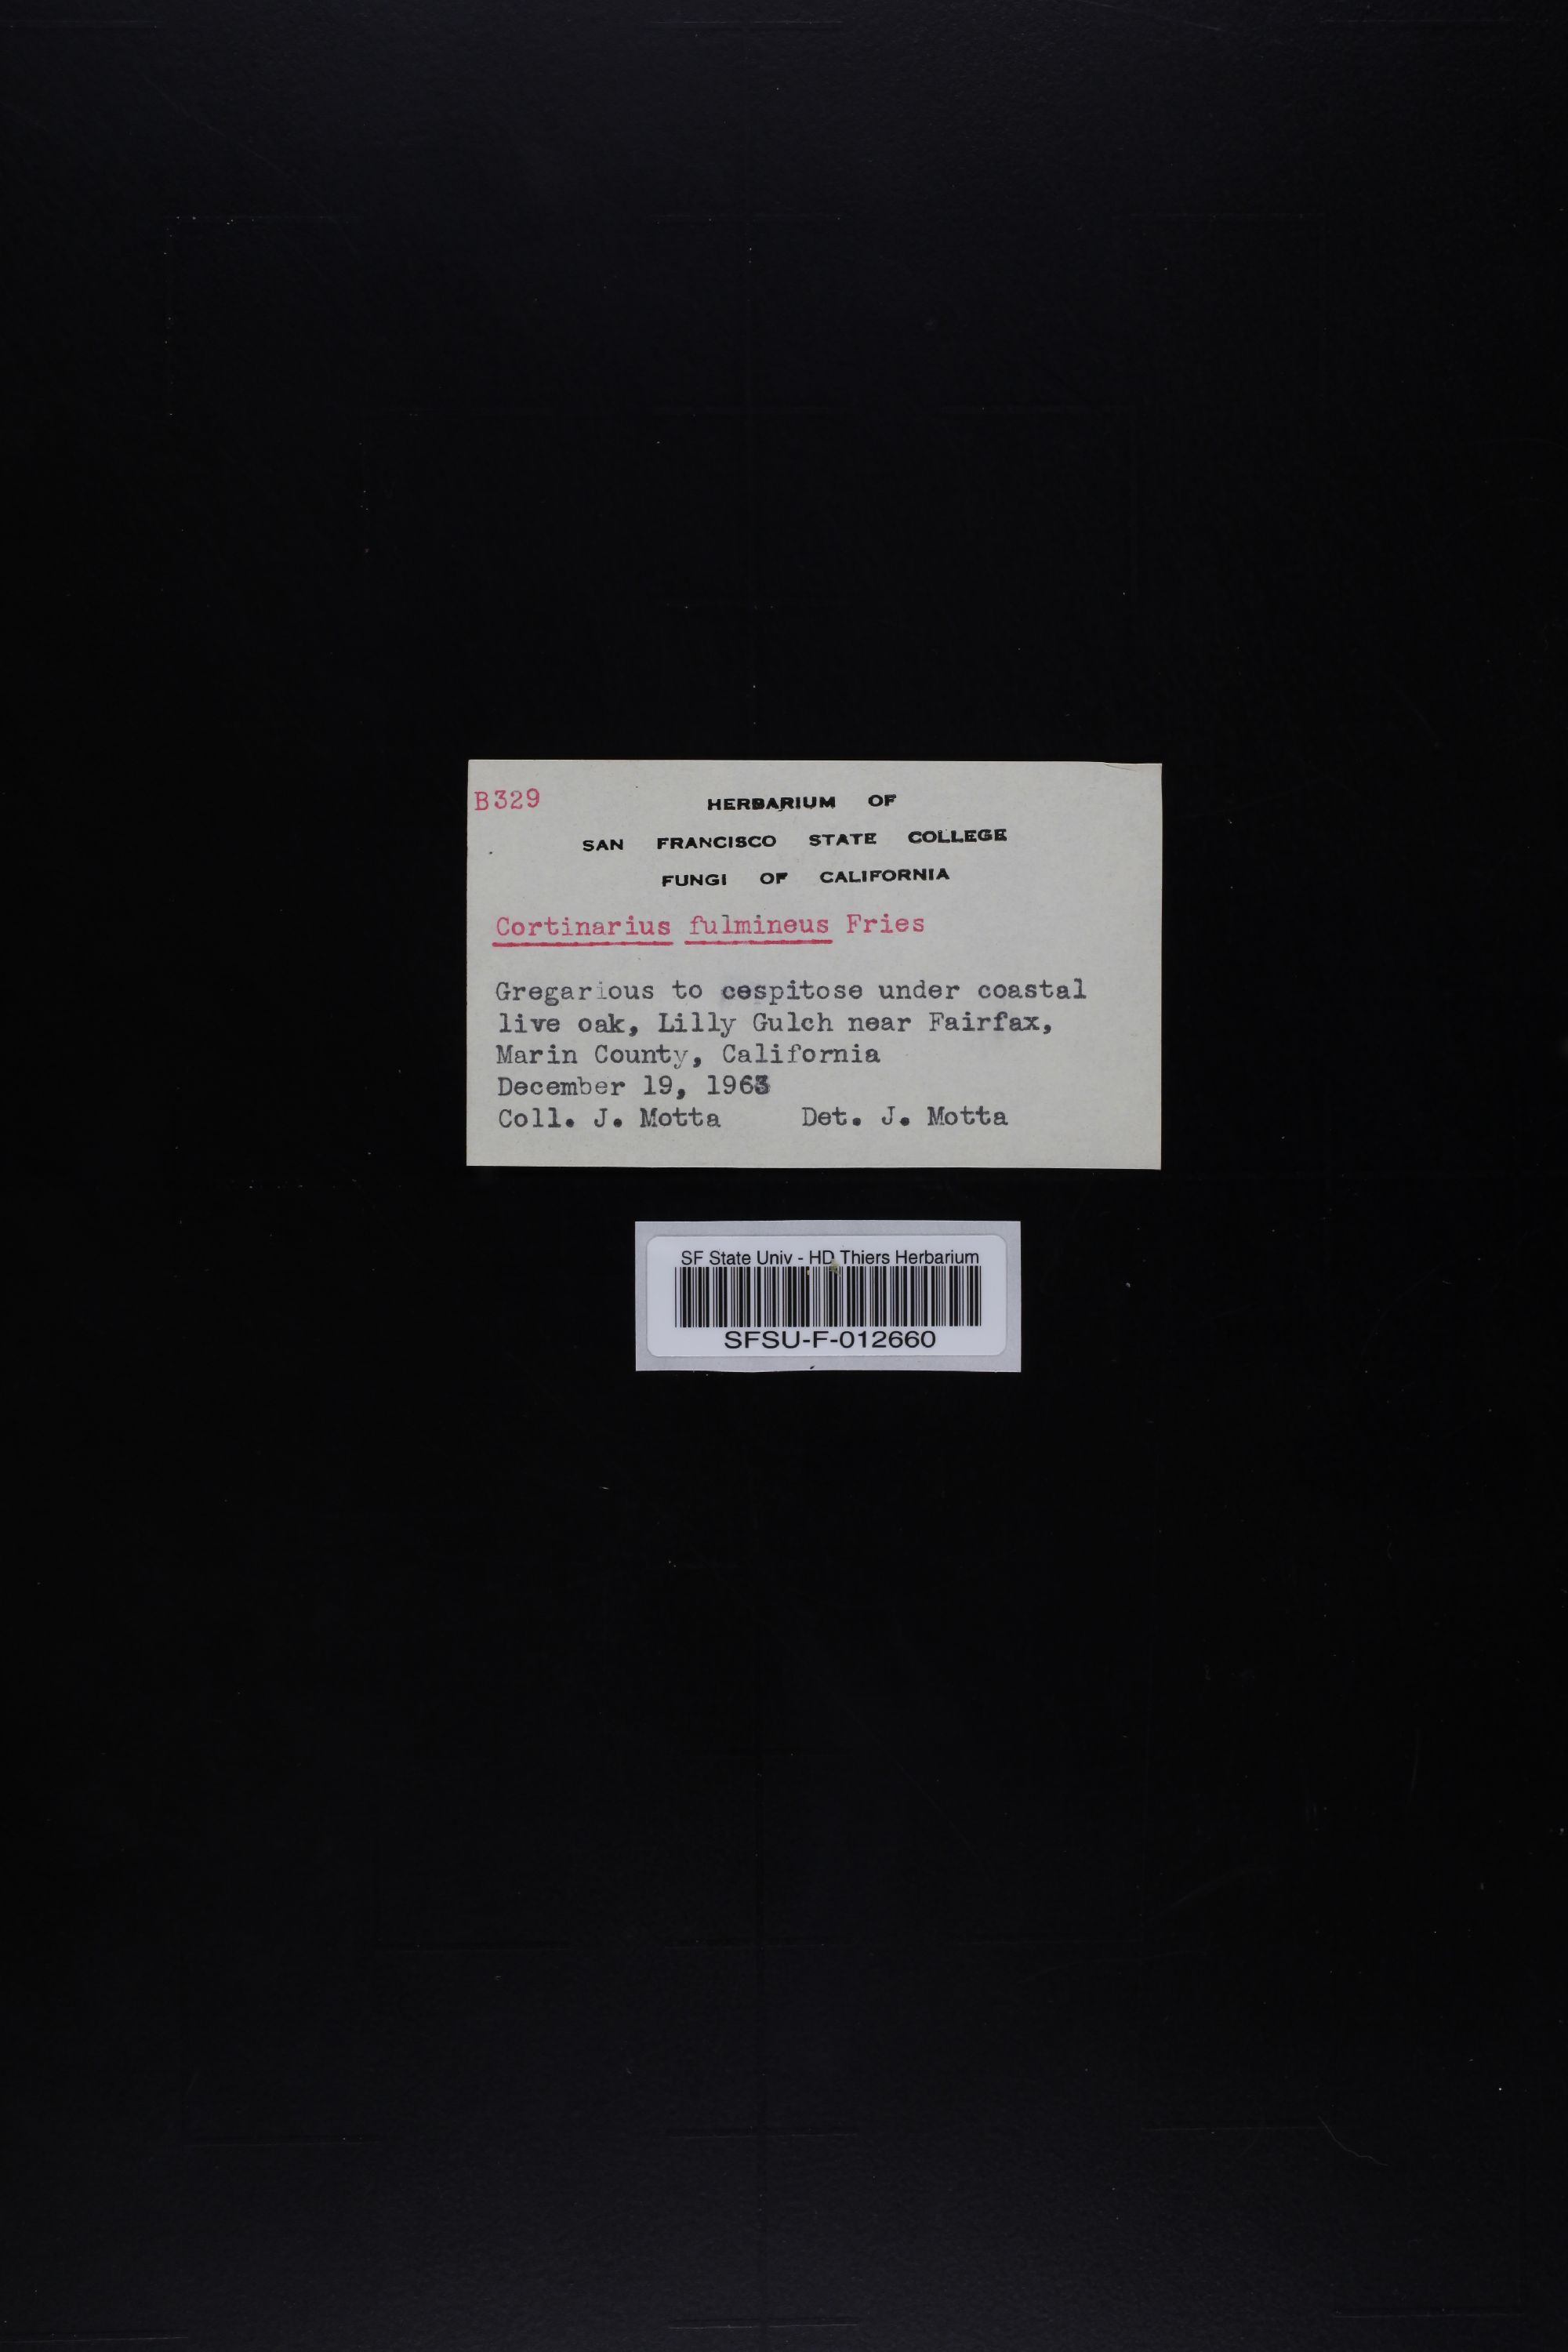 B329
HERBARIUM OF
SAN FRANCISCO STATE COLLEGE
FUNGI OF CALIFORNIA
Cortinarius fulmineus Fries
Gregarious to cespitose under coastal
live oak, Lilly Gulch near Fairfax,
Marin County, California
December 19, 1963
Coll. J. Motta Det. J. Motta
SF State Univ - HD Thiers Herbarium
SFSU-F-012660